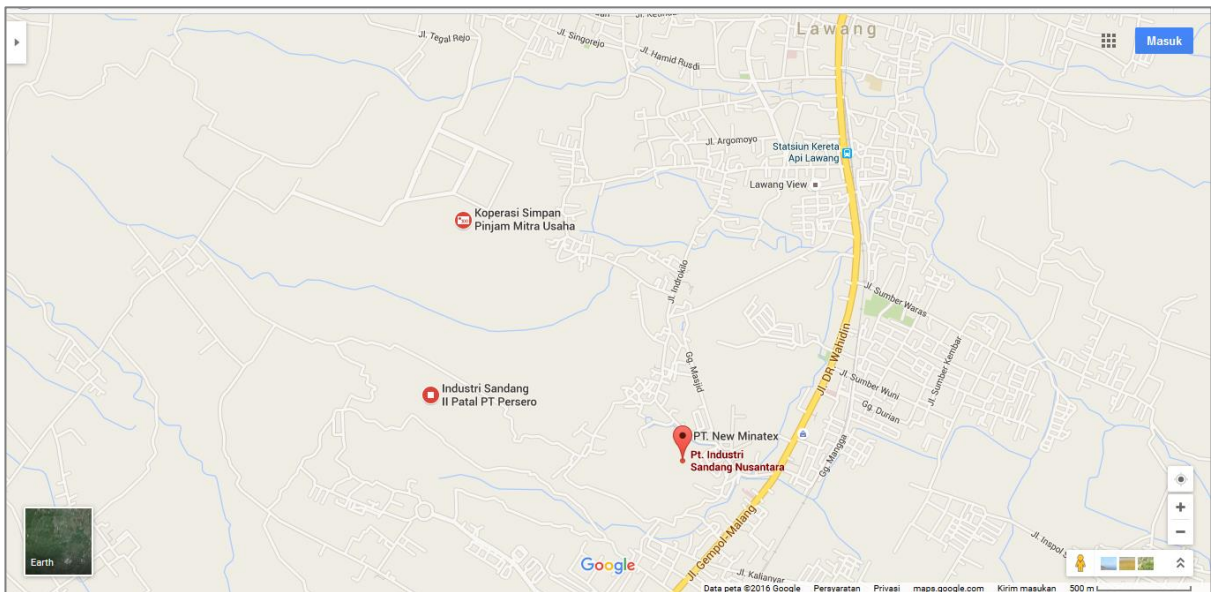 Lawang
Masuk
Jl. Tegal Rejo
Jl. Singorejo
Jl. Hamid Rusdi
Jl. Argomoyo
Statsiun Kereta
Api Lawang
Lawang View
Koperasi Simpan
Pinjam Mitra Usaha
Jl. Indrokilo
Jl. Sumber Waras
Jl. DR. Wahidin
Jl. Sumber Kembar
Gg. Masjid
Jl. Sumber Wuni
Gg. Durian
Industri Sandang
II Patal PT Persero
PT. New Minatex
Pt. Industri
Sandang Nusantara
Gg. Mangga
Jl. Gempol-Malang
Jl. Inspol
Earth
Google
Jl. Kalianyar
Data peta ©2016 Google Persyaratan Privasi maps.google.com Kirim masukan 500 m